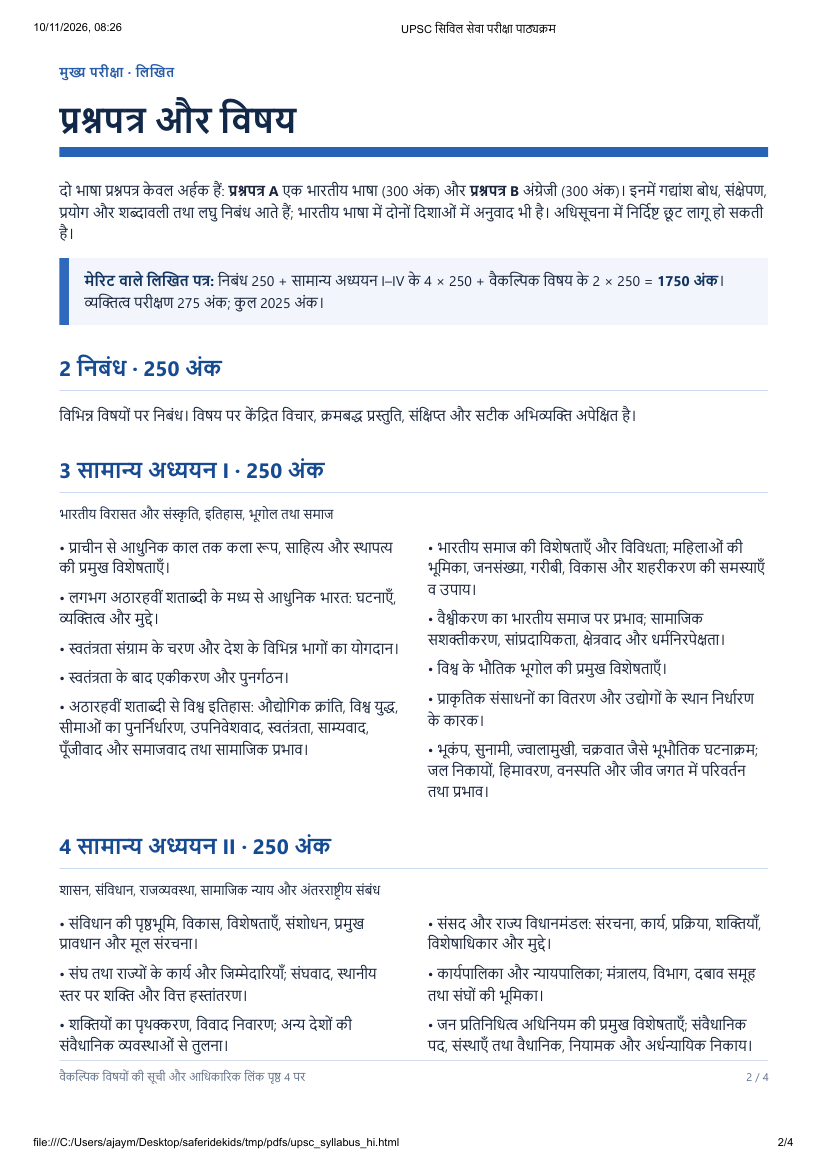 10/11/2026, 08:26
UPSC सिविल सेवा परीक्षा पाठ्यक्रम
मुख्य परीक्षा · लिखित
प्रश्नपत्र और विषय
दो भाषा प्रश्नपत्र केवल अर्हक हैं: प्रश्नपत्र A एक भारतीय भाषा (300 अंक) और प्रश्नपत्र B अंग्रेजी (300 अंक)। इनमें गद्यांश बोध, संक्षेपण,
प्रयोग और शब्दावली तथा लघु निबंध आते हैं; भारतीय भाषा में दोनों दिशाओं में अनुवाद भी है। अधिसूचना में निर्दिष्ट छूट लागू हो सकती
है।
मेरिट वाले लिखित पत्र: निबंध 250 + सामान्य अध्ययन I–IV के 4 × 250 + वैकल्पिक विषय के 2 × 250 = 1750 अंक।
व्यक्तित्व परीक्षण 275 अंक; कुल 2025 अंक।
2 निबंध · 250 अंक
विभिन्न विषयों पर निबंध। विषय पर केंद्रित विचार, क्रमबद्ध प्रस्तुति, संक्षिप्त और सटीक अभिव्यक्ति अपेक्षित है।
3 सामान्य अध्ययन I · 250 अंक
भारतीय विरासत और संस्कृति, इतिहास, भूगोल तथा समाज
• प्राचीन से आधुनिक काल तक कला रूप, साहित्य और स्थापत्य
की प्रमुख विशेषताएँ।
• लगभग अठारहवीं शताब्दी के मध्य से आधुनिक भारत: घटनाएँ,
व्यक्तित्व और मुद्दे।
• स्वतंत्रता संग्राम के चरण और देश के विभिन्न भागों का योगदान।
• स्वतंत्रता के बाद एकीकरण और पुनर्गठन।
• अठारहवीं शताब्दी से विश्व इतिहास: औद्योगिक क्रांति, विश्व युद्ध,
सीमाओं का पुनर्निर्धारण, उपनिवेशवाद, स्वतंत्रता, साम्यवाद,
पूँजीवाद और समाजवाद तथा सामाजिक प्रभाव।
• भारतीय समाज की विशेषताएँ और विविधता; महिलाओं की
भूमिका, जनसंख्या, गरीबी, विकास और शहरीकरण की समस्याएँ
व उपाय।
• वैश्वीकरण का भारतीय समाज पर प्रभाव; सामाजिक
सशक्तीकरण, सांप्रदायिकता, क्षेत्रवाद और धर्मनिरपेक्षता।
• विश्व के भौतिक भूगोल की प्रमुख विशेषताएँ।
• प्राकृतिक संसाधनों का वितरण और उद्योगों के स्थान निर्धारण
के कारक।
• भूकंप, सुनामी, ज्वालामुखी, चक्रवात जैसे भूभौतिक घटनाक्रम;
जल निकायों, हिमावरण, वनस्पति और जीव जगत में परिवर्तन
तथा प्रभाव।
4 सामान्य अध्ययन II · 250 अंक
शासन, संविधान, राजव्यवस्था, सामाजिक न्याय और अंतरराष्ट्रीय संबंध
• संविधान की पृष्ठभूमि, विकास, विशेषताएँ, संशोधन, प्रमुख
प्रावधान और मूल संरचना।
• संघ तथा राज्यों के कार्य और जिम्मेदारियाँ; संघवाद, स्थानीय
स्तर पर शक्ति और वित्त हस्तांतरण।
• शक्तियों का पृथक्करण, विवाद निवारण; अन्य देशों की
संवैधानिक व्यवस्थाओं से तुलना।
• संसद और राज्य विधानमंडल: संरचना, कार्य, प्रक्रिया, शक्तियाँ,
विशेषाधिकार और मुद्दे।
• कार्यपालिका और न्यायपालिका; मंत्रालय, विभाग, दबाव समूह
तथा संघों की भूमिका।
• जन प्रतिनिधित्व अधिनियम की प्रमुख विशेषताएँ; संवैधानिक
पद, संस्थाएँ तथा वैधानिक, नियामक और अर्धन्यायिक निकाय।
वैकल्पिक विषयों की सूची और आधिकारिक लिंक पृष्ठ 4 पर
2 / 4
file:///C:/Users/ajaym/Desktop/saferidekids/tmp/pdfs/upsc_syllabus_hi.html
2/4